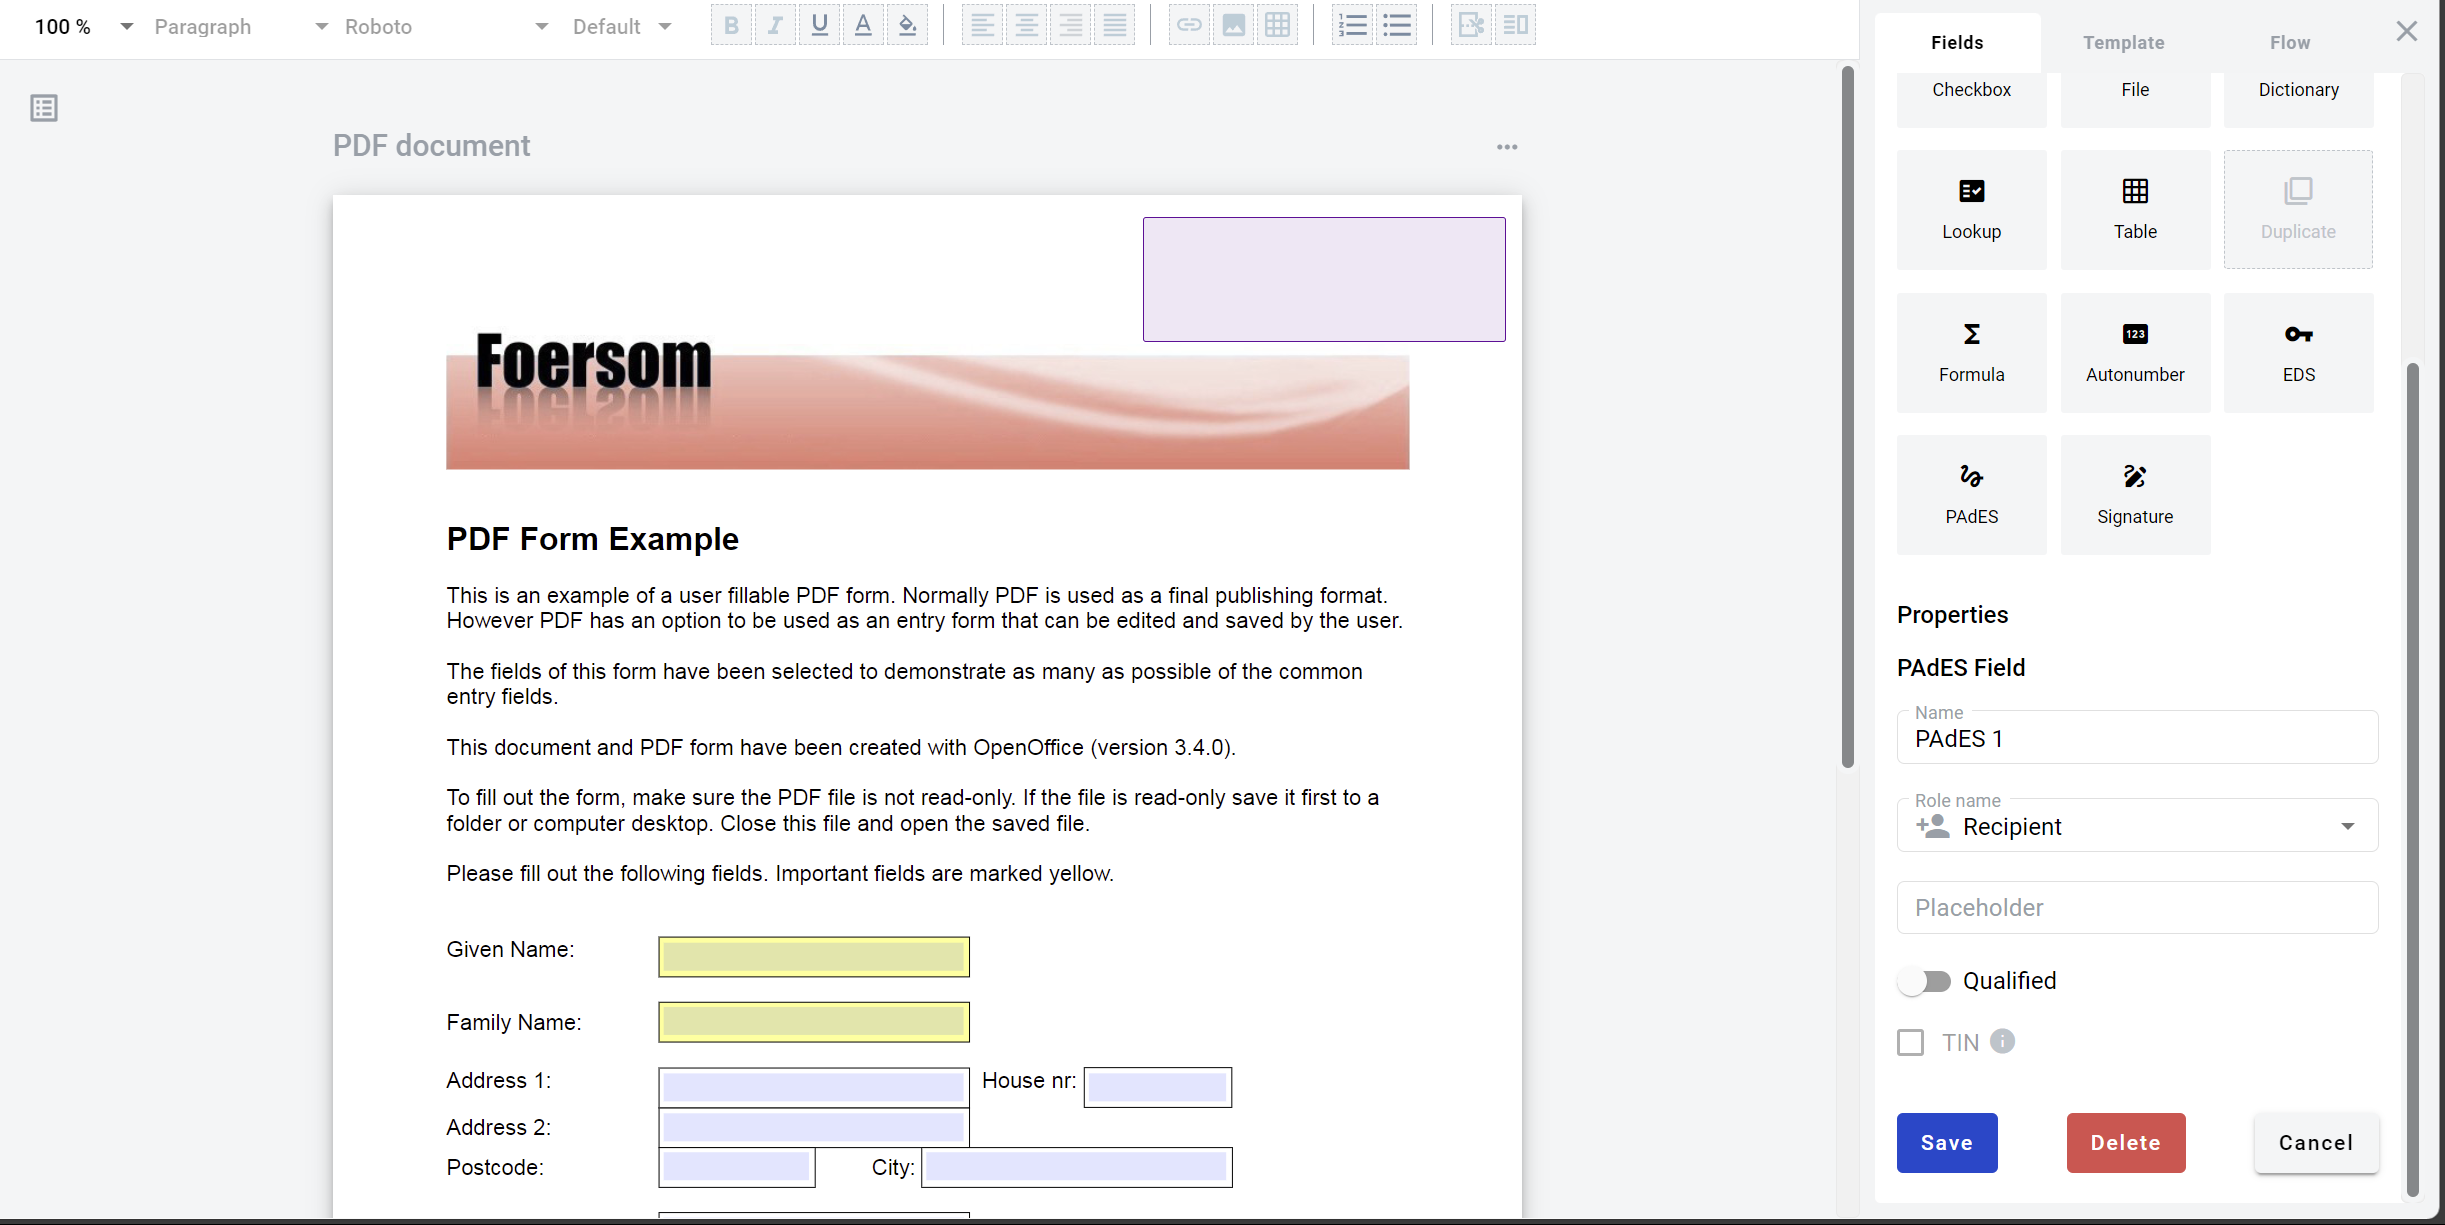 100 %
Paragraph
Roboto
Default
B I U A
1 2 3
Fields
Template
Flow
Checkbox
File
Dictionary
PDF document
Lookup
Table
Duplicate
Foersom
Formula
123
Autonumber
EDS
PAdES
Signature
PDF Form Example
This is an example of a user fillable PDF form. Normally PDF is used as a final publishing format.
However PDF has an option to be used as an entry form that can be edited and saved by the user.
The fields of this form have been selected to demonstrate as many as possible of the common
entry fields.
This document and PDF form have been created with OpenOffice (version 3.4.0).
To fill out the form, make sure the PDF file is not read-only. If the file is read-only save it first to a
folder or computer desktop. Close this file and open the saved file.
Please fill out the following fields. Important fields are marked yellow.
Given Name:
Family Name:
Address 1:
House nr:
Address 2:
Postcode:
City:
Properties
PAdES Field
Name
PAdES 1
Role name
Recipient
Placeholder
Qualified
TIN
Save
Delete
Cancel